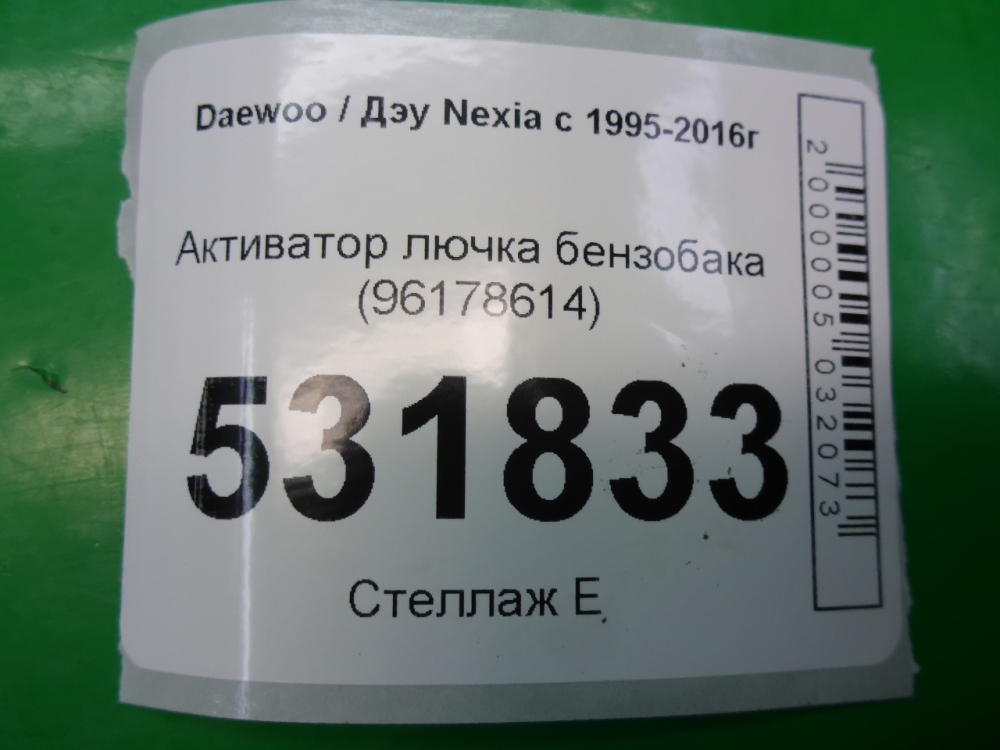 Daewoo / Дэу Nexia с 1995-2016г
Активатор лючка бензобака
(96178614)
531833
Стеллаж Е
2000005032073